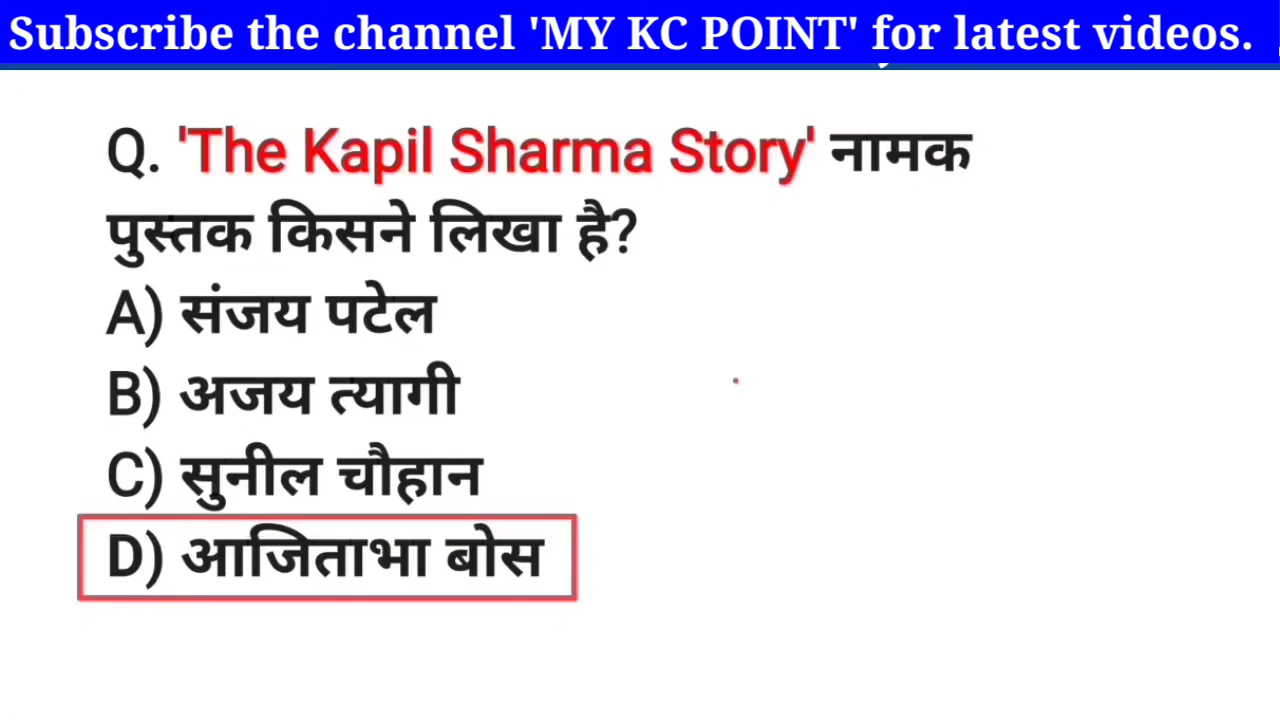 Subscribe the channel 'MY KC POINT' for latest videos.
Q. 'The Kapil Sharma Story' नामक
पुस्तक किसने लिखा है?
A) संजय पटेल
B) अजय त्यागी
C) सुनील चौहान
D) आजिताभा बोस